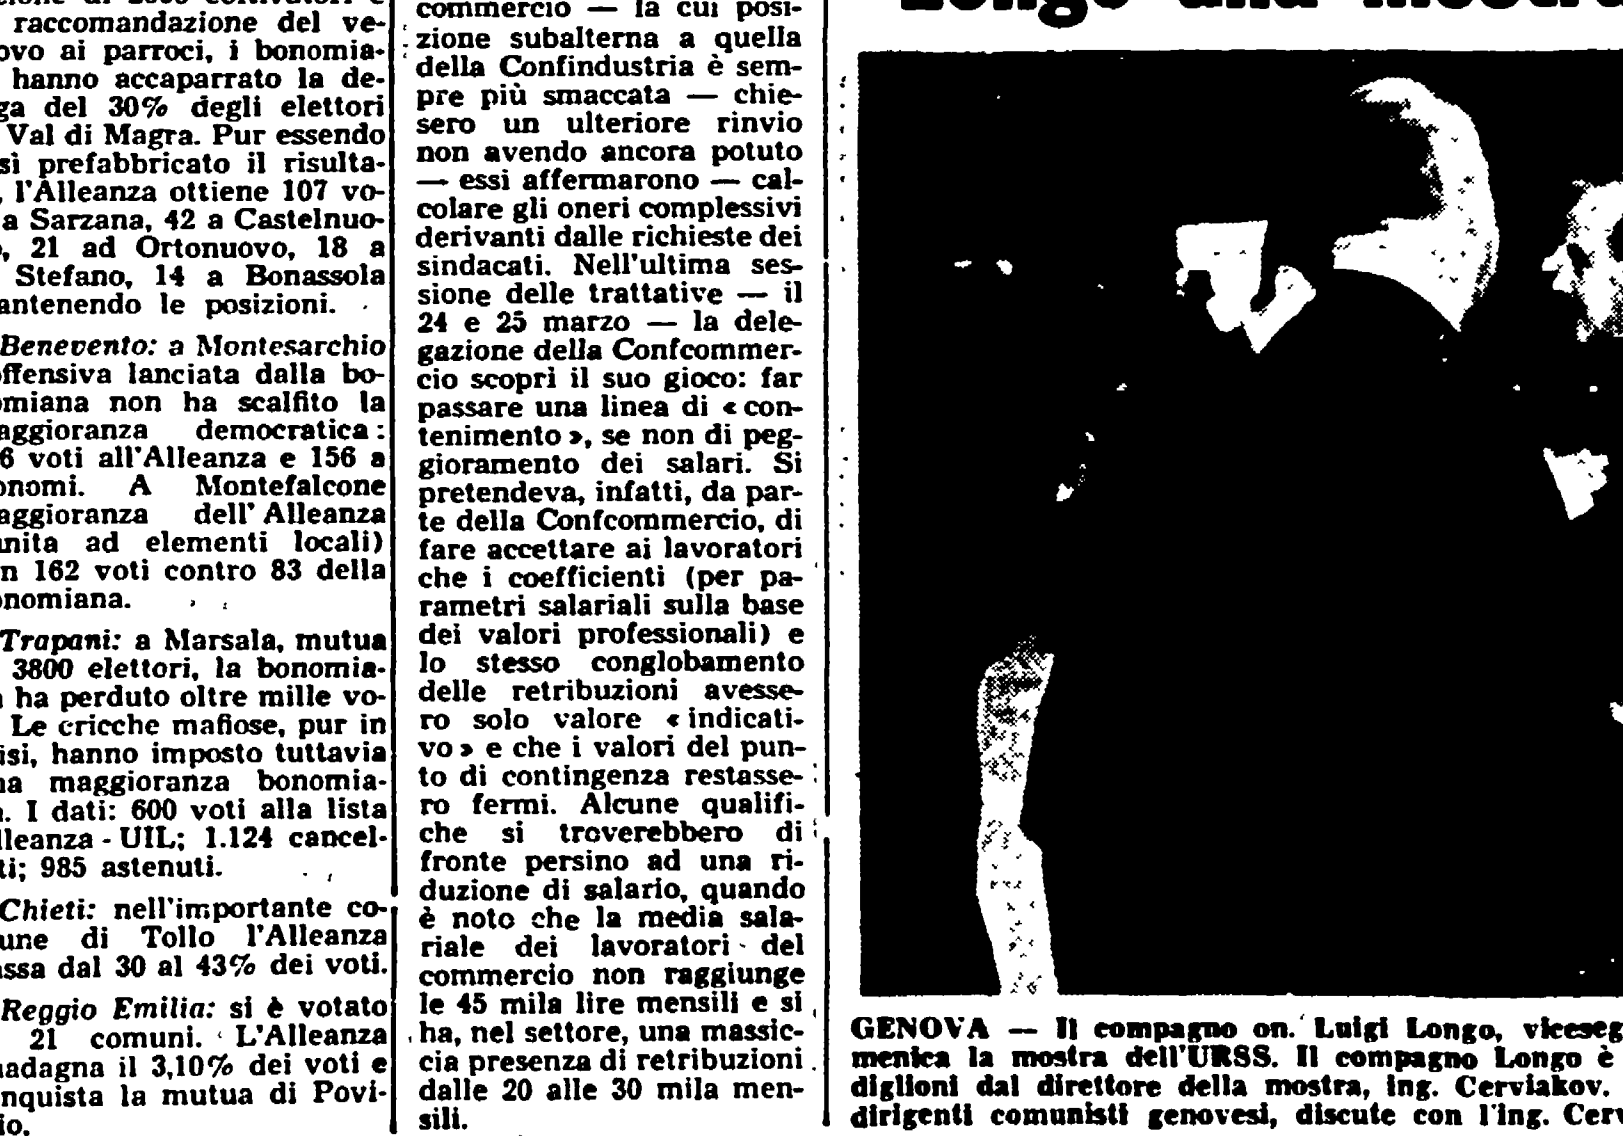 raccomandazione del ve-
ovo ai parroci, i bonomia-
hanno accaparrato la de-
ga del 30% degli elettori
Val di Magra. Pur essendo
sì prefabbricato il risulta-
, l'Alleanza ottiene 107 vo-
a Sarzana, 42 a Castelnuo-
, 21 ad Ortonuovo, 18 a
Stefano, 14 a Bonassola
antenendo le posizioni.
Benevento: a Montesarchio
offensiva lanciata dalla bo-
omiana non ha scalfito la
aggioranza democratica:
6 voti all'Alleanza e 156 a
onomi. A Montefalcone
aggioranza dell'Alleanza
nita ad elementi locali)
n 162 voti contro 83 della
onomiana.
Trapani: a Marsala, mutua
3800 elettori, la bonomia-
ha perduto oltre mille vo-
Le cricche mafiose, pur in
isi, hanno imposto tuttavia
na maggioranza bonomia-
. I dati: 600 voti alla lista
lleanza - UIL; 1.124 cancel-
ti; 985 astenuti.
Chieti: nell'importante co-
une di Tollo l'Alleanza
assa dal 30 al 43% dei voti.
Reggio Emilia: si è votato
21 comuni. L'Alleanza
adagna il 3,10% dei voti e
nquista la mutua di Povi-
io.
commercio — la cui posi-
zione subalterna a quella
della Confindustria è sem-
pre più smaccata — chie-
sero un ulteriore rinvio
non avendo ancora potuto
— essi affermarono — cal-
colare gli oneri complessivi
derivanti dalle richieste dei
sindacati. Nell'ultima ses-
sione delle trattative — il
24 e 25 marzo — la dele-
gazione della Confcommer-
cio scoprì il suo gioco: far
passare una linea di « con-
tenimento », se non di peg-
gioramento dei salari. Si
pretendeva, infatti, da par-
te della Confcommercio, di
fare accettare ai lavoratori
che i coefficienti (per pa-
rametri salariali sulla base
dei valori professionali) e
lo stesso conglobamento
delle retribuzioni avesse-
ro solo valore « indicati-
vo » e che i valori del pun-
to di contingenza restasse-
ro fermi. Alcune qualifi-
che si troverebbero di
fronte persino ad una ri-
duzione di salario, quando
è noto che la media sala-
riale dei lavoratori del
commercio non raggiunge
le 45 mila lire mensili e si
ha, nel settore, una massic-
cia presenza di retribuzioni
dalle 20 alle 30 mila men-
sili.
GENOVA — Il compagno on. Luigi Longo, viceseg
menica la mostra dell'URSS. Il compagno Longo è
diglioni dal direttore della mostra, ing. Cerviakov.
dirigenti comunisti genovesi, discute con l'ing. Cerv